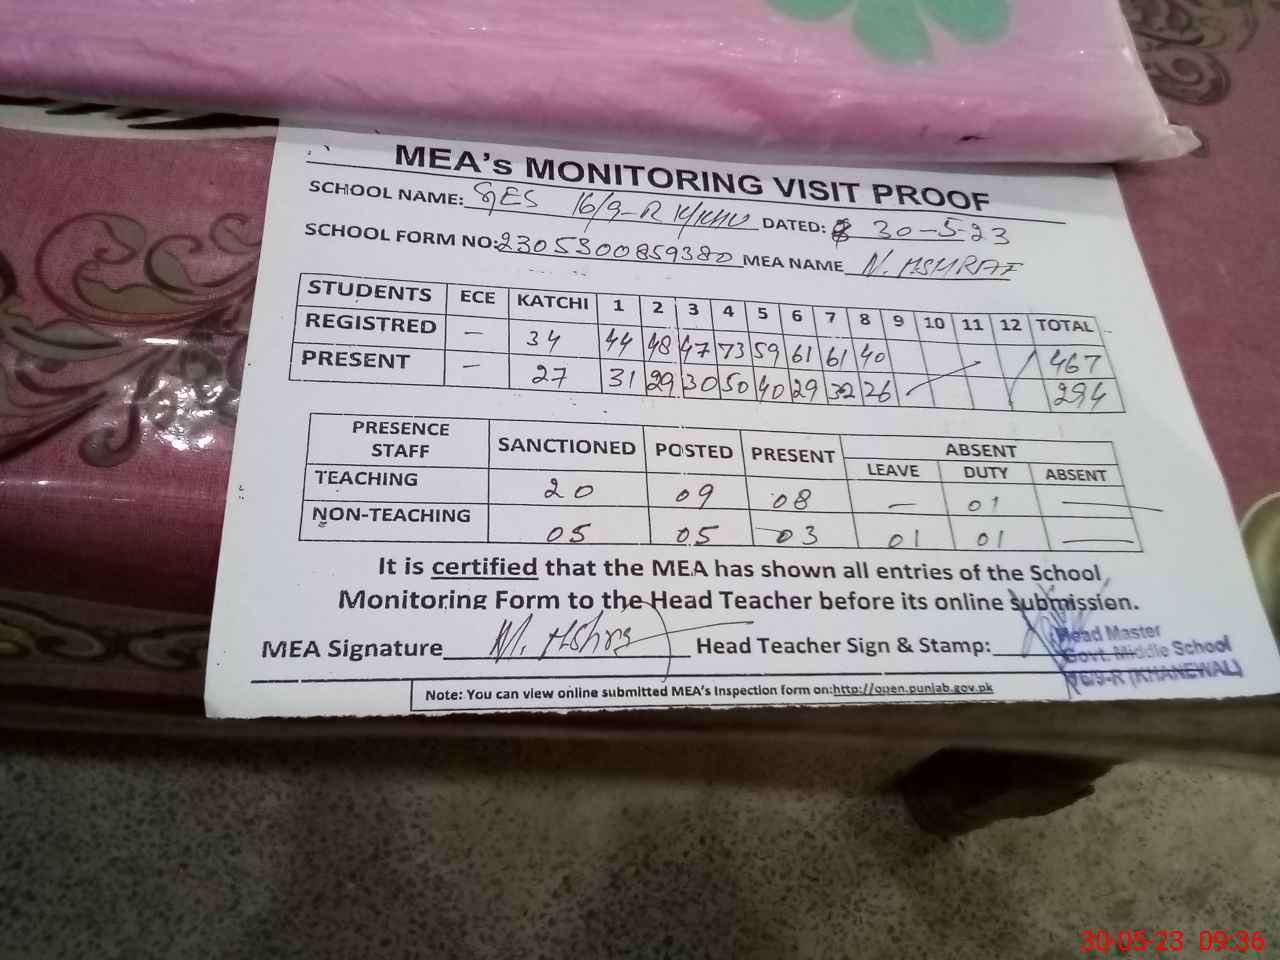 MEA's MONITORING VISIT PROOF
SCHOOL NAME: GES 16/9-R DATED: 30-5-23
SCHOOL FORM NO: 2305300859380 MEA NAME N. ASHRAF
STUDENTS ECE KATCHI 1 2 3 4 5 6 7 8 9 10 11 12 TOTAL
REGISTRED — 34 44 48 47 73 59 61 61 40 467
PRESENT — 27 31 29 30 50 40 29 32 26 294
PRESENCE STAFF SANCTIONED POSTED PRESENT ABSENT
LEAVE DUTY ABSENT
TEACHING 20 09 08 — 01 —
NON-TEACHING 05 05 03 01 01 —
It is certified that the MEA has shown all entries of the School
Monitoring Form to the Head Teacher before its online submission.
MEA Signature Head Teacher Sign & Stamp:
Head Master
Govt. Middle School
16/9-R (KHANEWAL)
Note: You can view online submitted MEA's Inspection form on:http://open.punjab.gov.pk
30-05-23 09:36